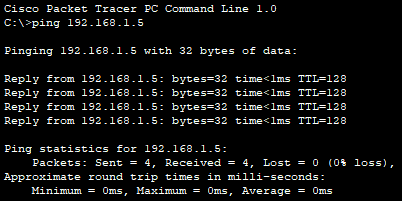 Cisco Packet Tracer PC Command Line 1.0
C:\>ping 192.168.1.5
Pinging 192.168.1.5 with 32 bytes of data:
Reply from 192.168.1.5: bytes=32 time<1ms TTL=128
Reply from 192.168.1.5: bytes=32 time<1ms TTL=128
Reply from 192.168.1.5: bytes=32 time<1ms TTL=128
Reply from 192.168.1.5: bytes=32 time<1ms TTL=128
Ping statistics for 192.168.1.5:
Packets: Sent = 4, Received = 4, Lost = 0 (0% loss),
Approximate round trip times in milli-seconds:
Minimum = 0ms, Maximum = 0ms, Average = 0ms